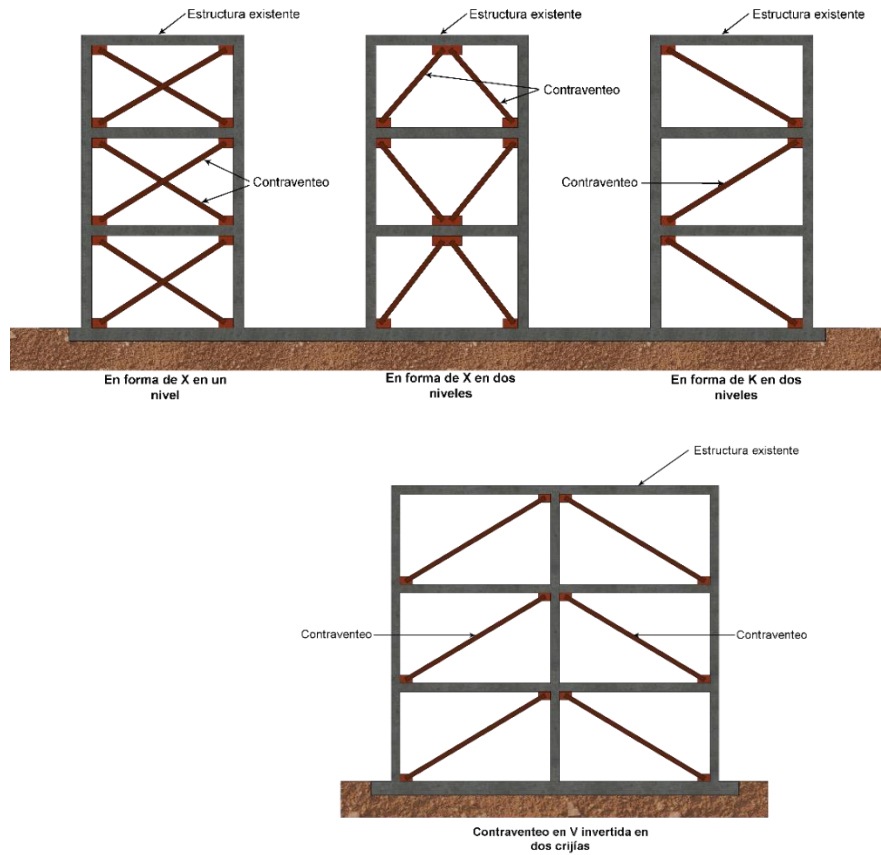 Estructura existente
Estructura existente
Estructura existente
Contraventeo
Contraventeo
Contraventeo
En forma de X en un
nivel
En forma de X en dos
niveles
En forma de K en dos
niveles
Estructura existente
Contraventeo
Contraventeo
Contraventeo en V invertida en
dos crijías